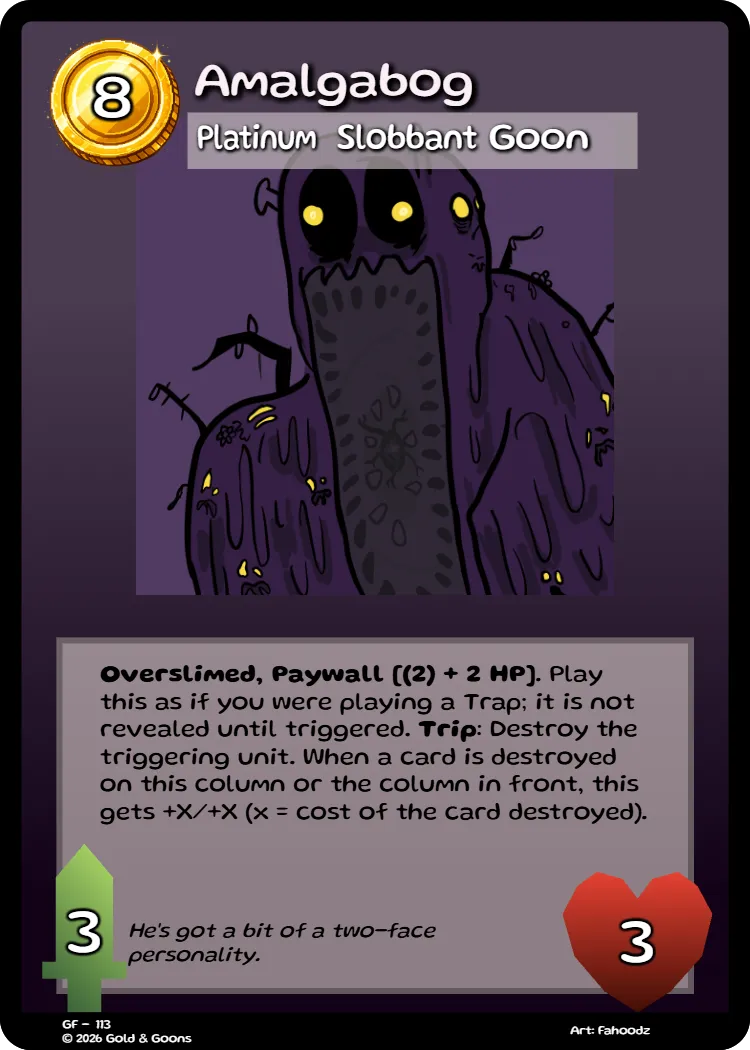 8
Amalgabog
Platinum Slobbant Goon
Overslimed, Paywall [(2) + 2 HP]. Play
this as if you were playing a Trap; it is not
revealed until triggered. Trip: Destroy the
triggering unit. When a card is destroyed
on this column or the column in front, this
gets +X/+X (x = cost of the card destroyed).
3
He's got a bit of a two-face
personality.
3
GF - 113
© 2026 Gold & Goons
Art: fahoodz